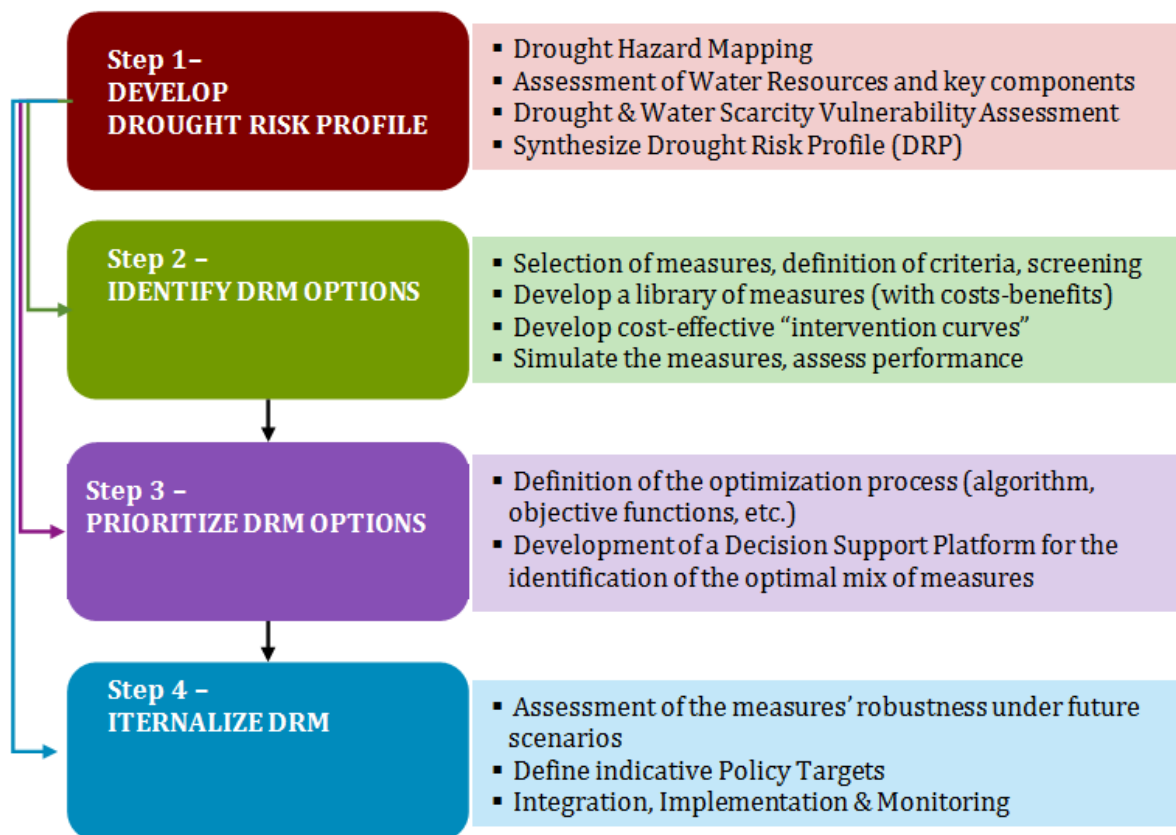 Step 1–
DEVELOP
DROUGHT RISK PROFILE
▪ Drought Hazard Mapping
▪ Assessment of Water Resources and key components
▪ Drought & Water Scarcity Vulnerability Assessment
▪ Synthesize Drought Risk Profile (DRP)
Step 2 –
IDENTIFY DRM OPTIONS
▪ Selection of measures, definition of criteria, screening
▪ Develop a library of measures (with costs-benefits)
▪ Develop cost-effective “intervention curves”
▪ Simulate the measures, assess performance
Step 3 –
PRIORITIZE DRM OPTIONS
▪ Definition of the optimization process (algorithm,
objective functions, etc.)
▪ Development of a Decision Support Platform for the
identification of the optimal mix of measures
Step 4 –
ITERNALIZE DRM
▪ Assessment of the measures’ robustness under future
scenarios
▪ Define indicative Policy Targets
▪ Integration, Implementation & Monitoring